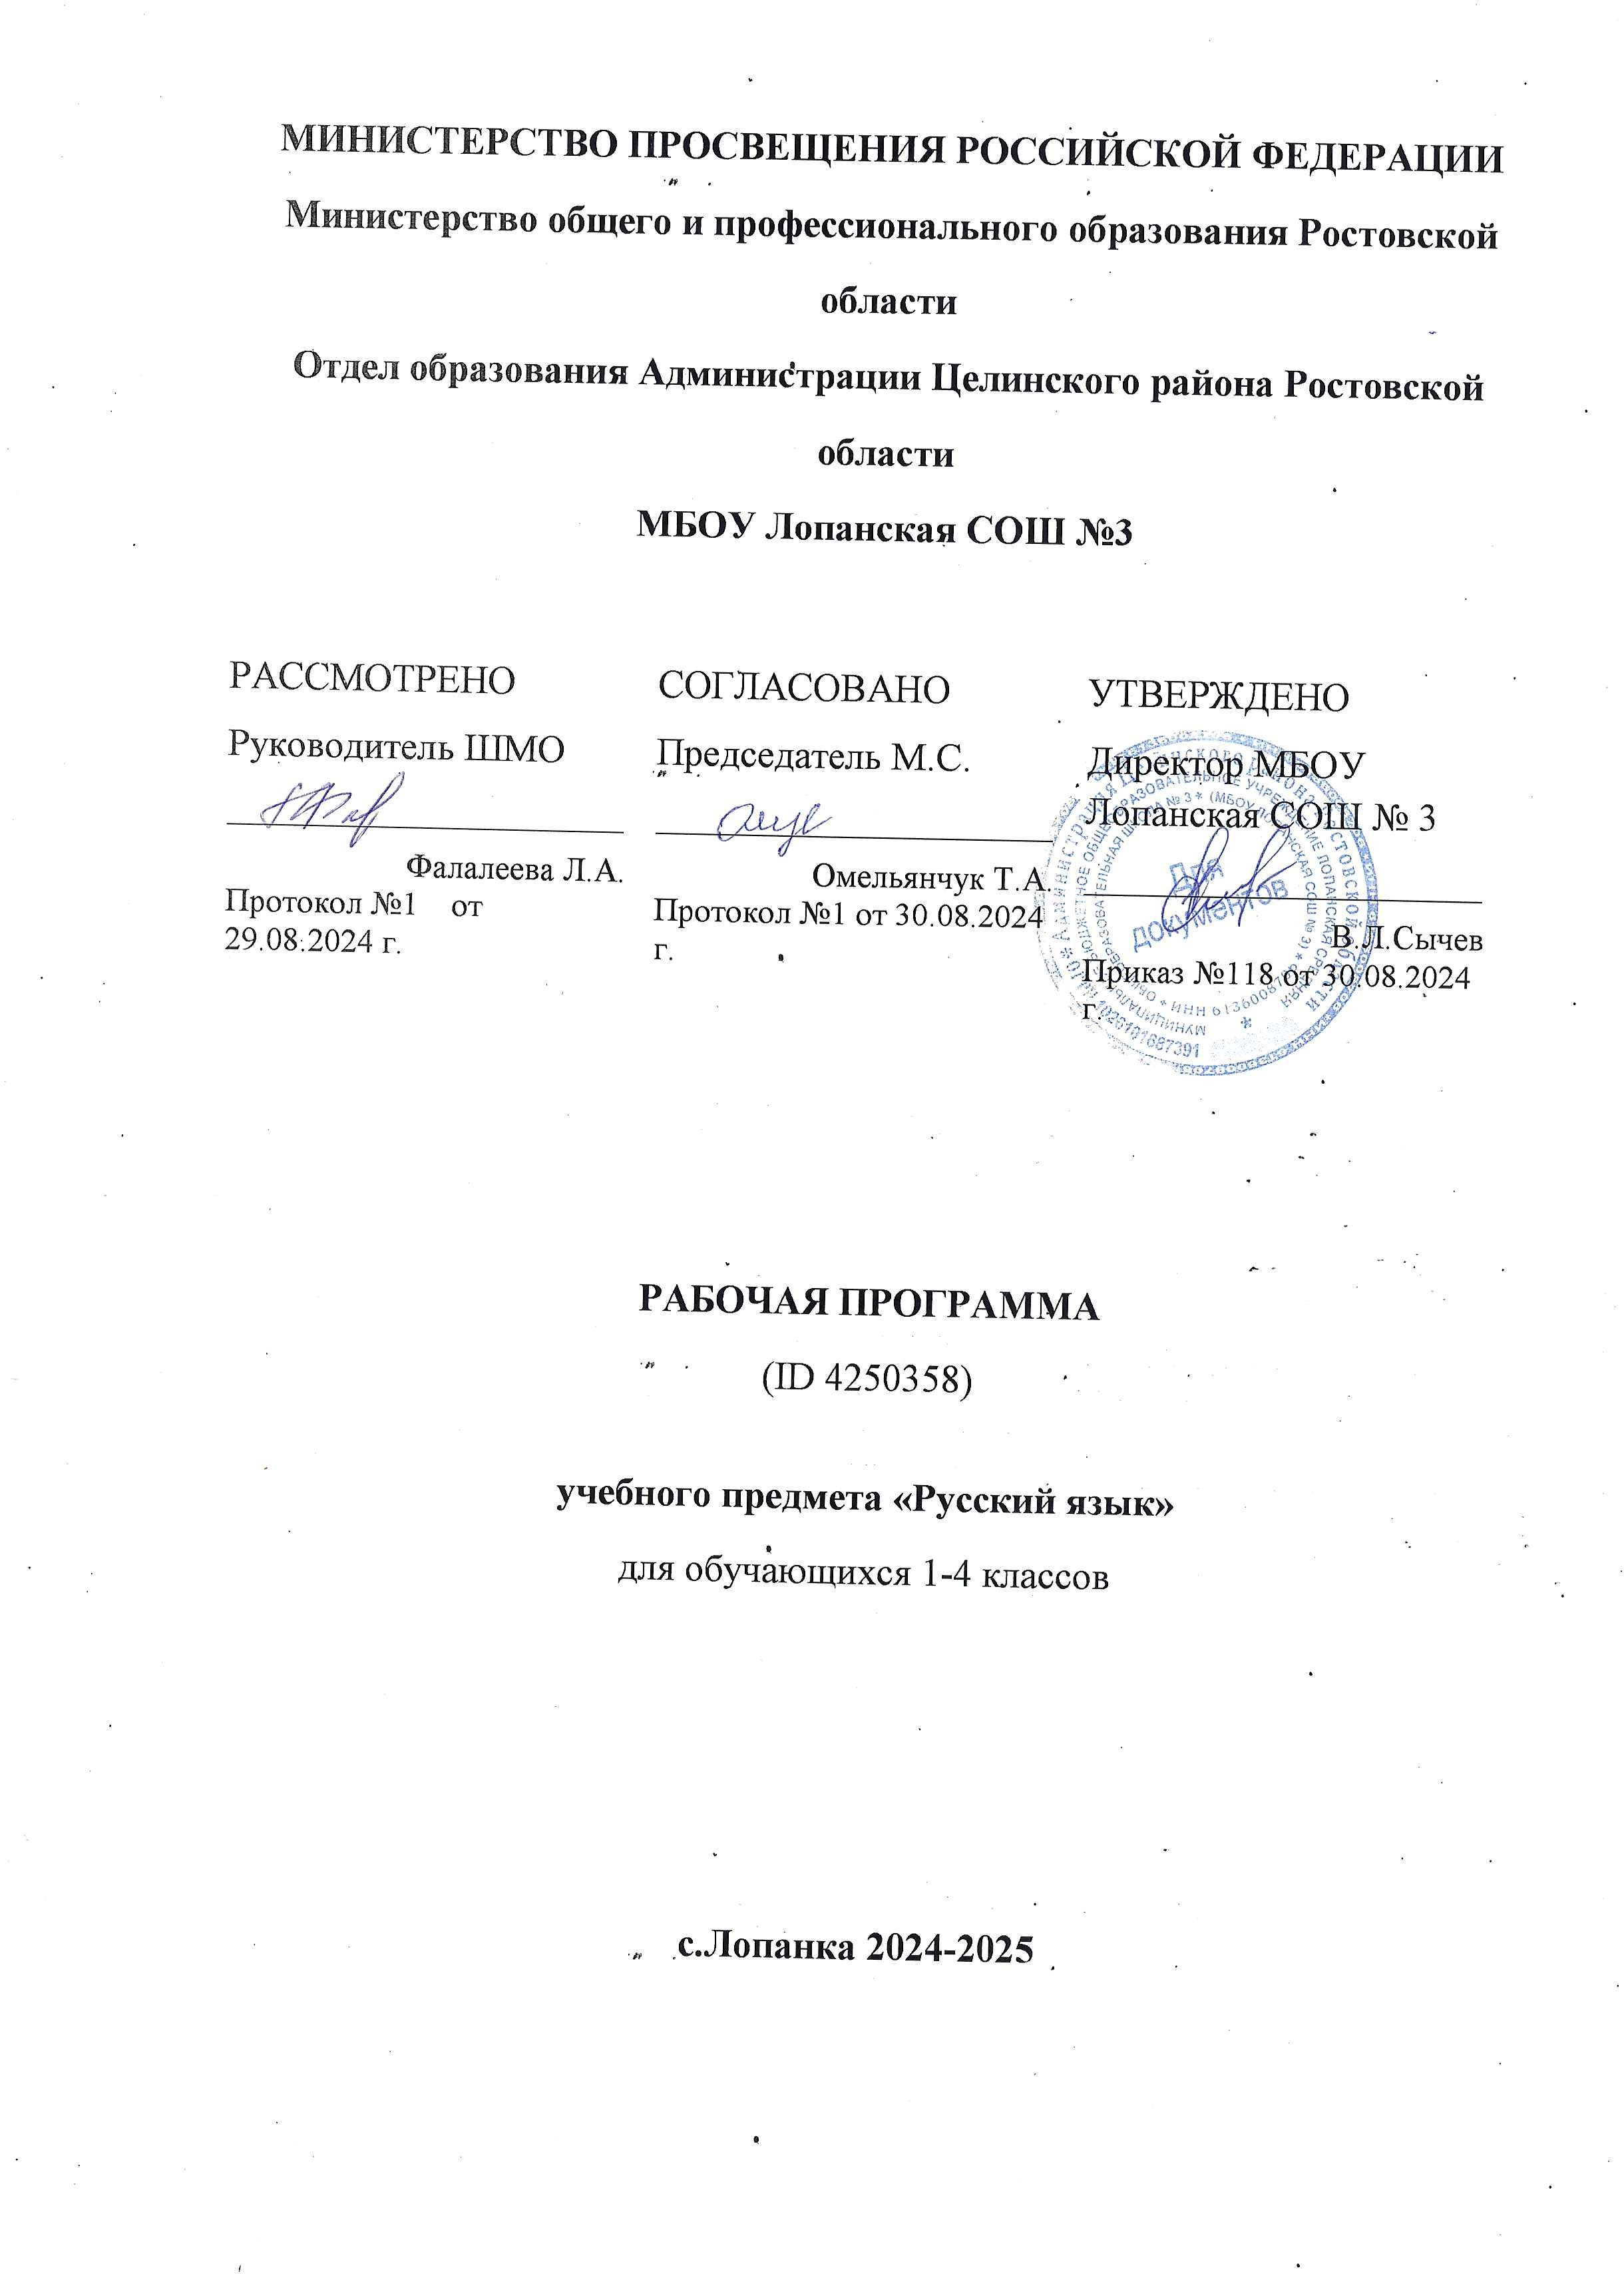 МИНИСТЕРСТВО ПРОСВЕЩЕНИЯ РОССИЙСКОЙ ФЕДЕРАЦИИ
Министерство общего и профессионального образования Ростовской
области
Отдел образования Администрации Целинского района Ростовской
области
МБОУ Лопанская СОШ №3
РАССМОТРЕНО
Руководитель ШМО
Фалалеева Л.А.
Протокол №1 от
29.08.2024 г.
СОГЛАСОВАНО
Председатель М.С.
Омельянчук Т.А.
Протокол №1 от 30.08.2024
г.
УТВЕРЖДЕНО
Директор МБОУ
Лопанская СОШ № 3
В.Л.Сычев
Приказ №118 от 30.08.2024
г.
Для
документов
РАБОЧАЯ ПРОГРАММА
(ID 4250358)
учебного предмета «Русский язык»
для обучающихся 1-4 классов
с.Лопанка 2024-2025